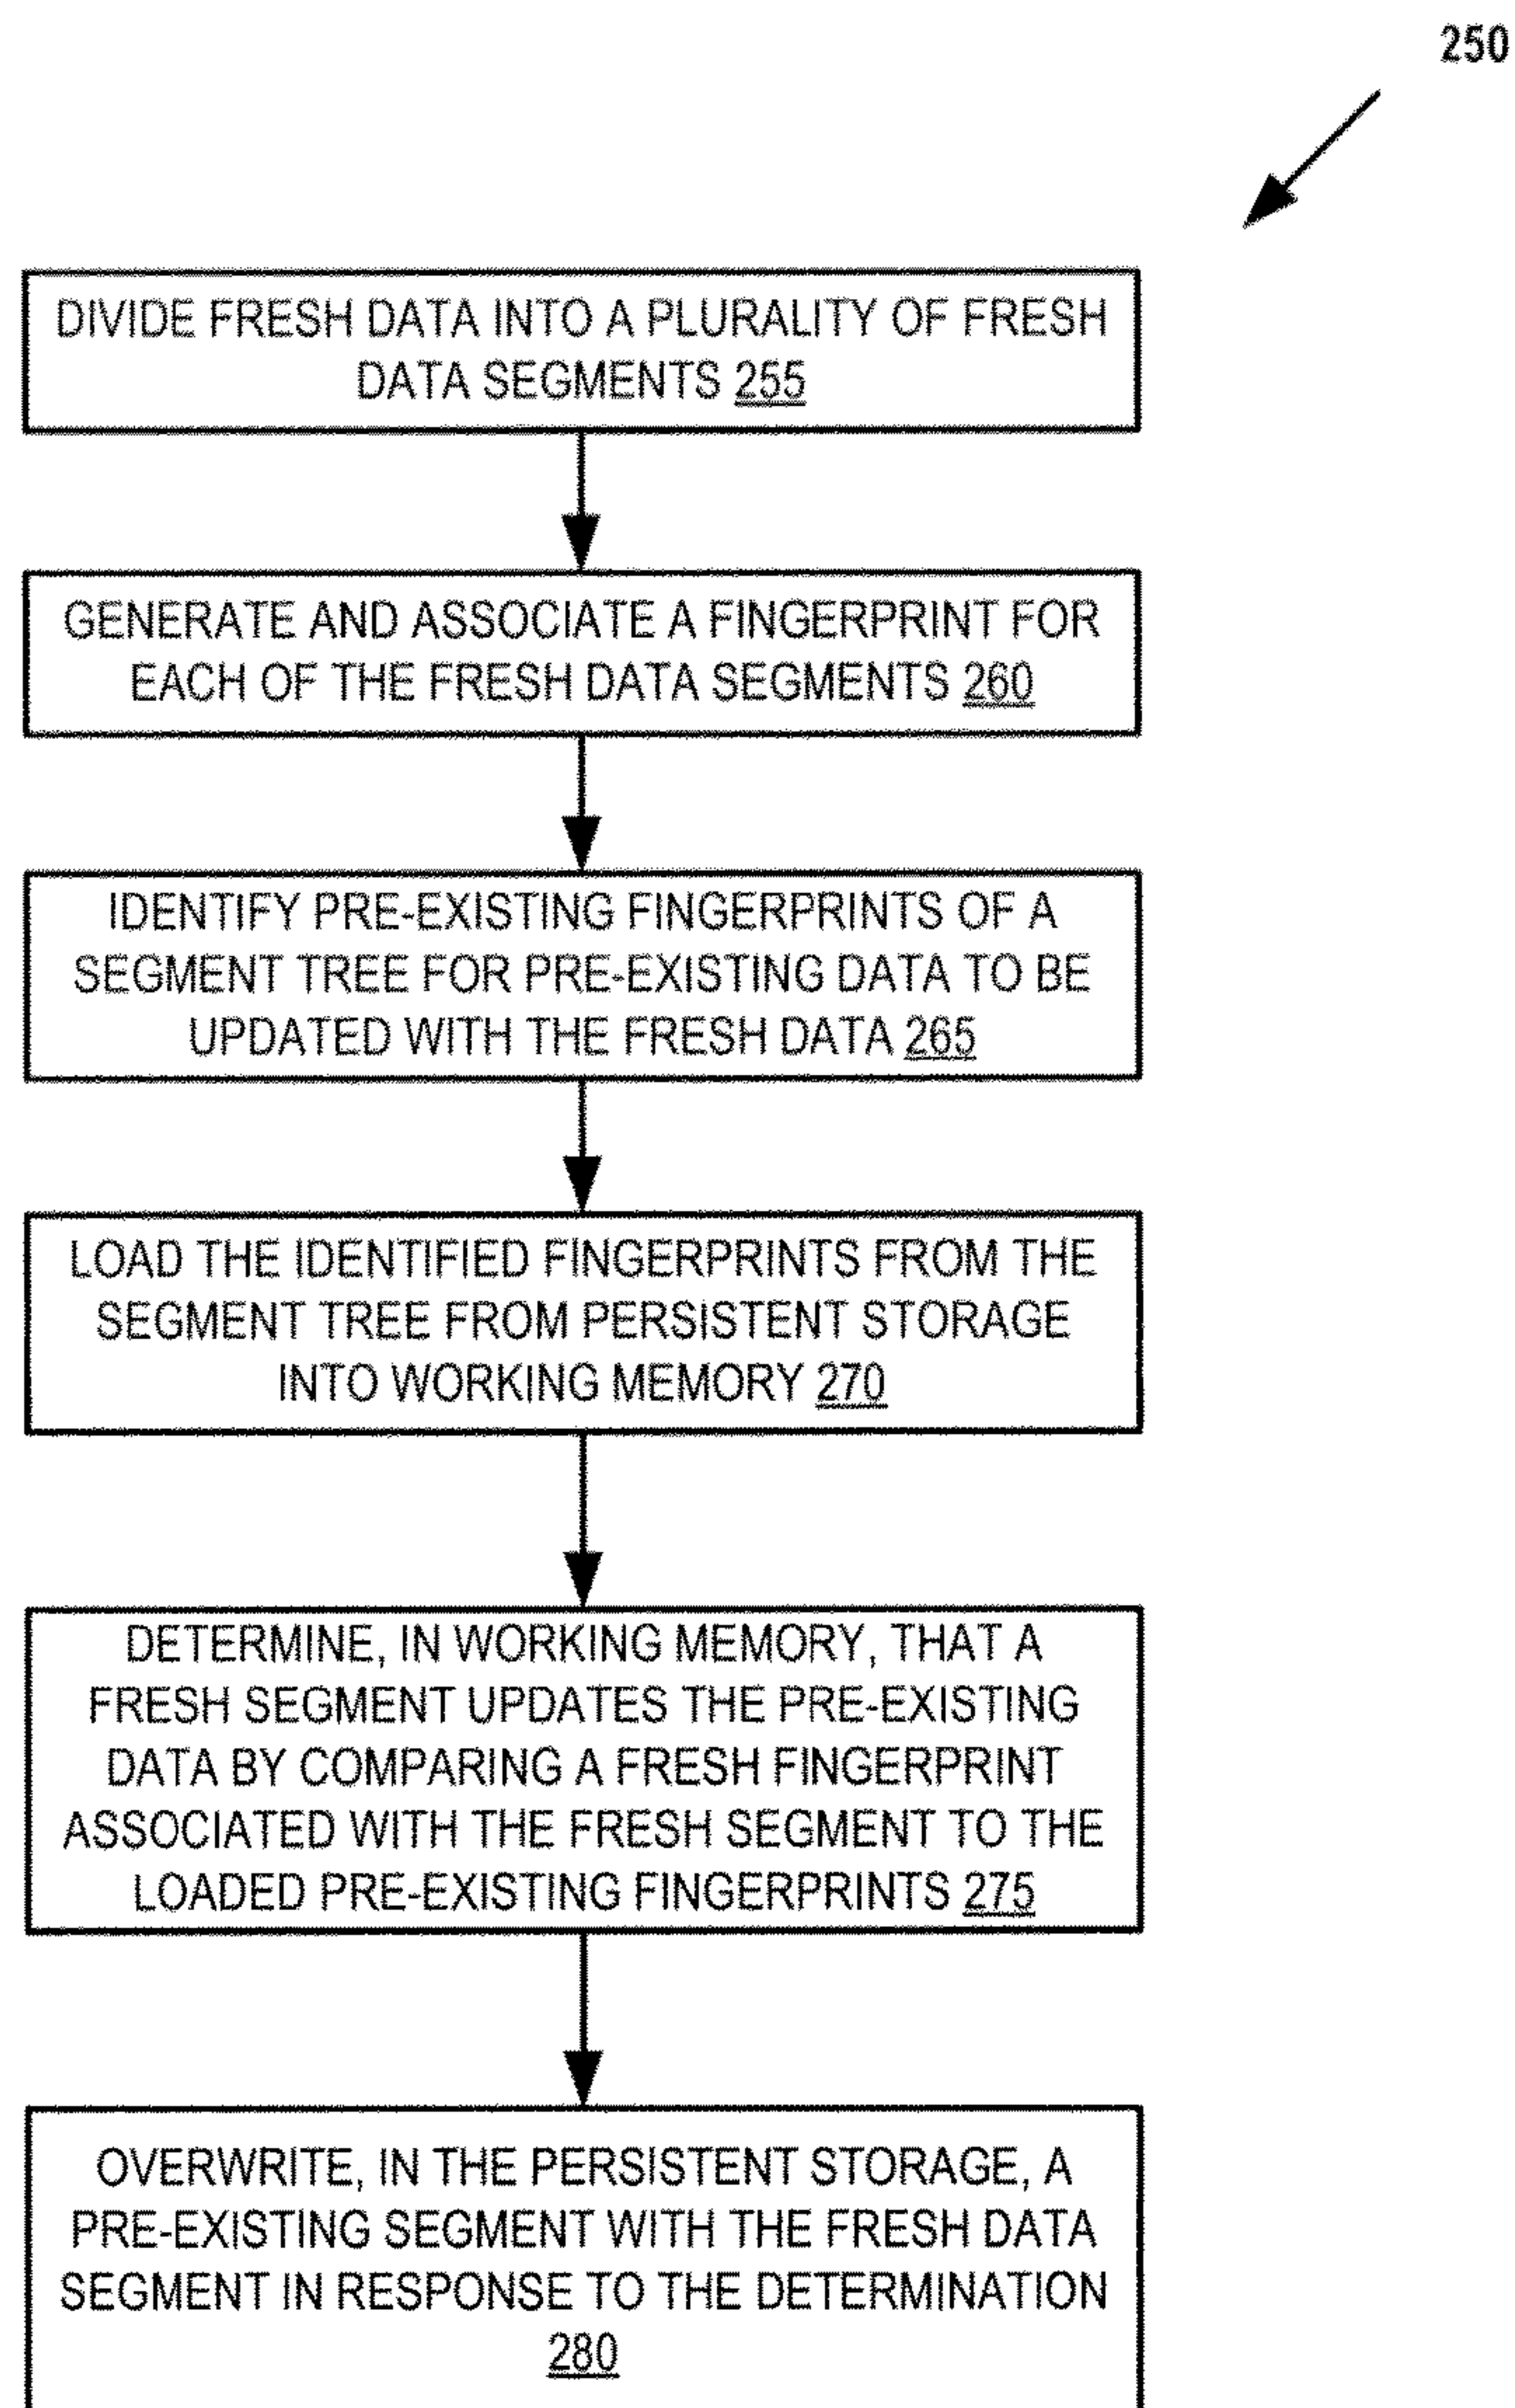 250
DIVIDE FRESH DATA INTO A PLURALITY OF FRESH
DATA SEGMENTS 255
GENERATE AND ASSOCIATE A FINGERPRINT FOR
EACH OF THE FRESH DATA SEGMENTS 260
IDENTIFY PRE-EXISTING FINGERPRINTS OF A
SEGMENT TREE FOR PRE-EXISTING DATA TO BE
UPDATED WITH THE FRESH DATA 265
LOAD THE IDENTIFIED FINGERPRINTS FROM THE
SEGMENT TREE FROM PERSISTENT STORAGE
INTO WORKING MEMORY 270
DETERMINE, IN WORKING MEMORY, THAT A
FRESH SEGMENT UPDATES THE PRE-EXISTING
DATA BY COMPARING A FRESH FINGERPRINT
ASSOCIATED WITH THE FRESH SEGMENT TO THE
LOADED PRE-EXISTING FINGERPRINTS 275
OVERWRITE, IN THE PERSISTENT STORAGE, A
PRE-EXISTING SEGMENT WITH THE FRESH DATA
SEGMENT IN RESPONSE TO THE DETERMINATION
280